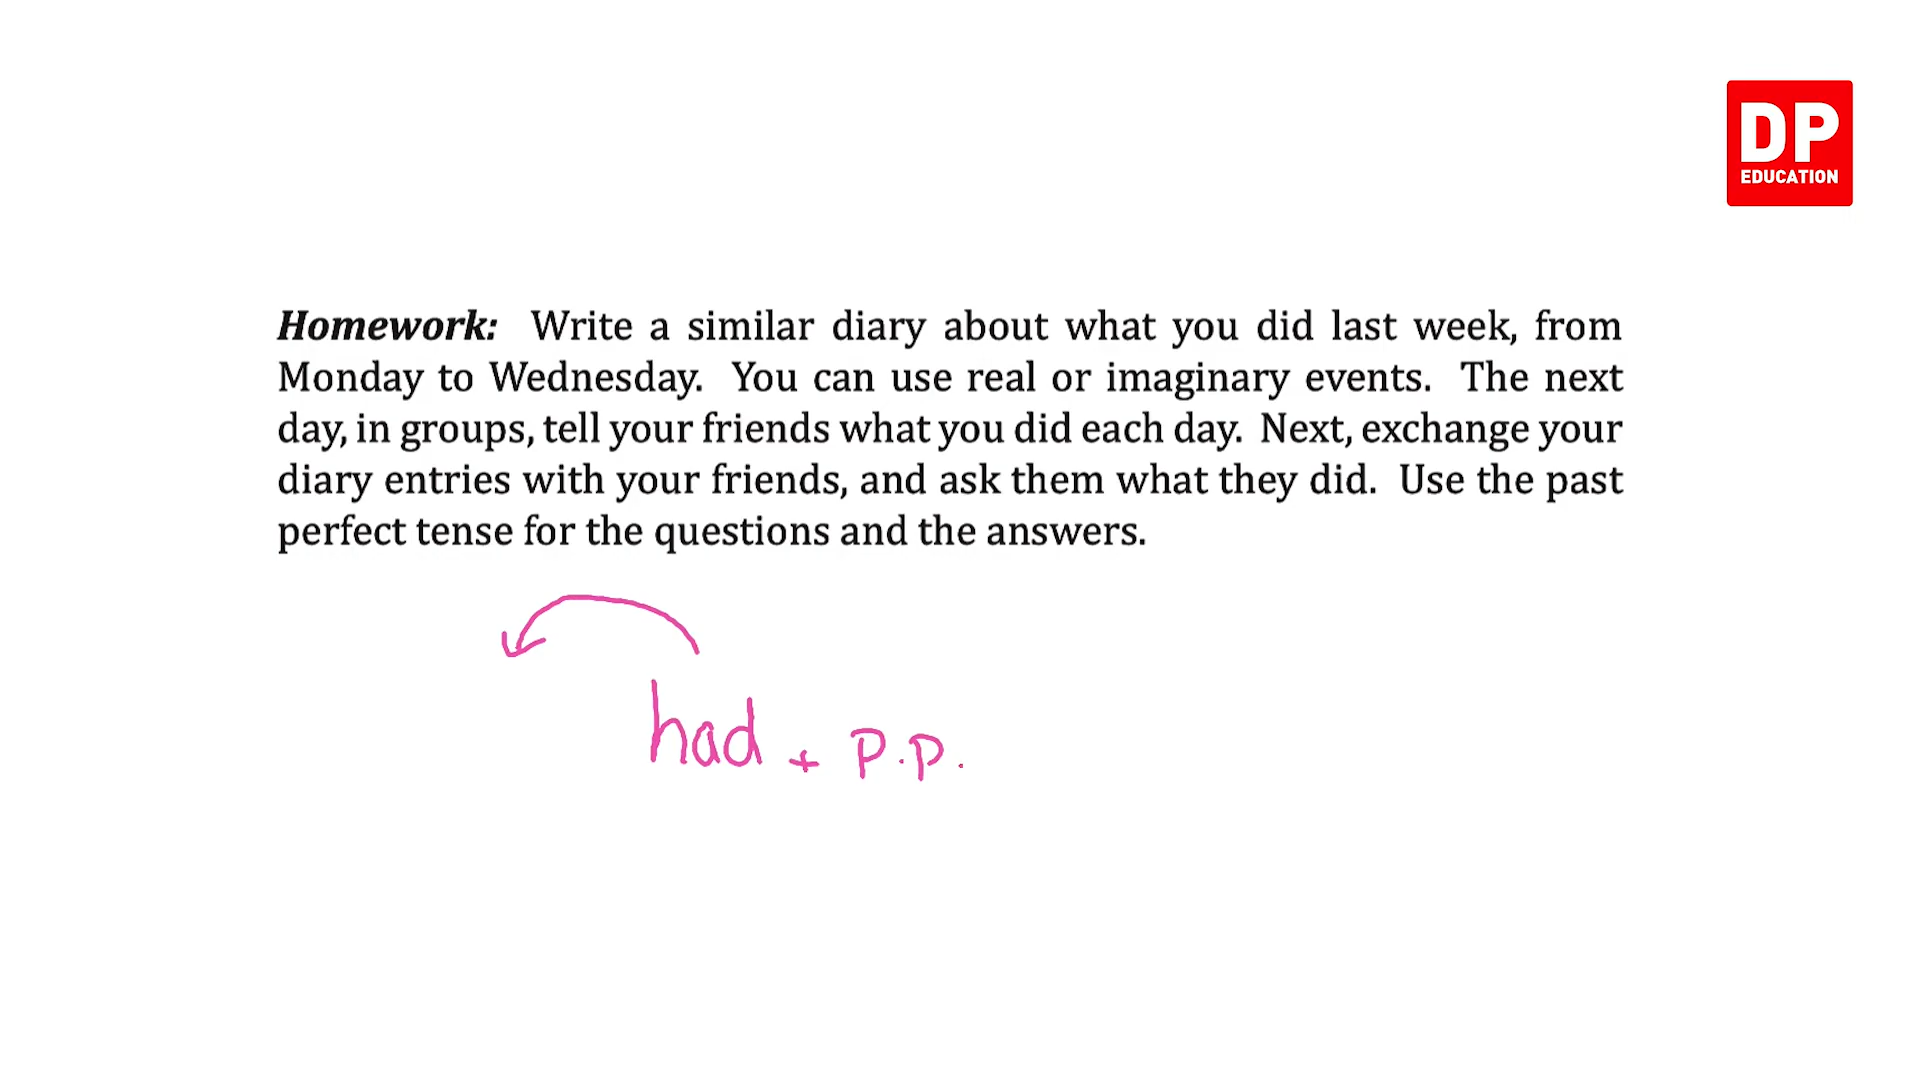 DP
EDUCATION
Homework: Write a similar diary about what you did last week, from
Monday to Wednesday. You can use real or imaginary events. The next
day, in groups, tell your friends what you did each day. Next, exchange your
diary entries with your friends, and ask them what they did. Use the past
perfect tense for the questions and the answers.
had + p.p.